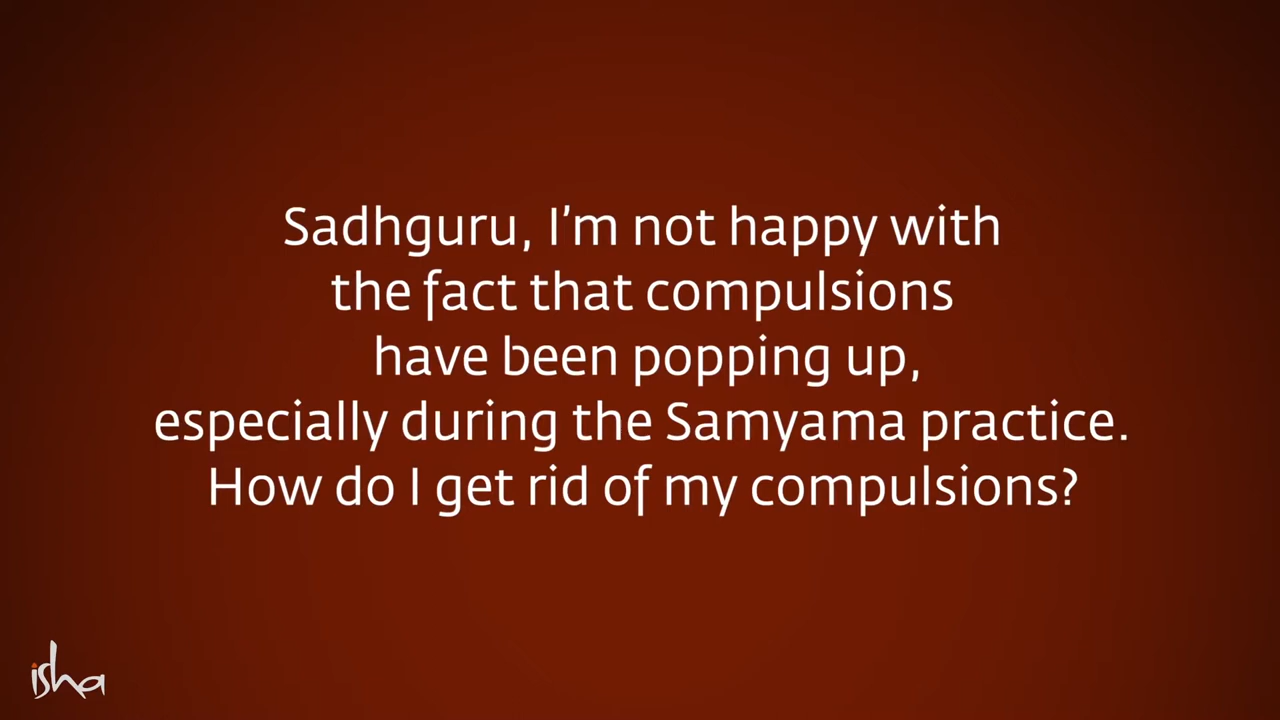 Sadhguru, I'm not happy with
the fact that compulsions
have been popping up,
especially during the Samyama practice.
How do I get rid of my compulsions?
isha